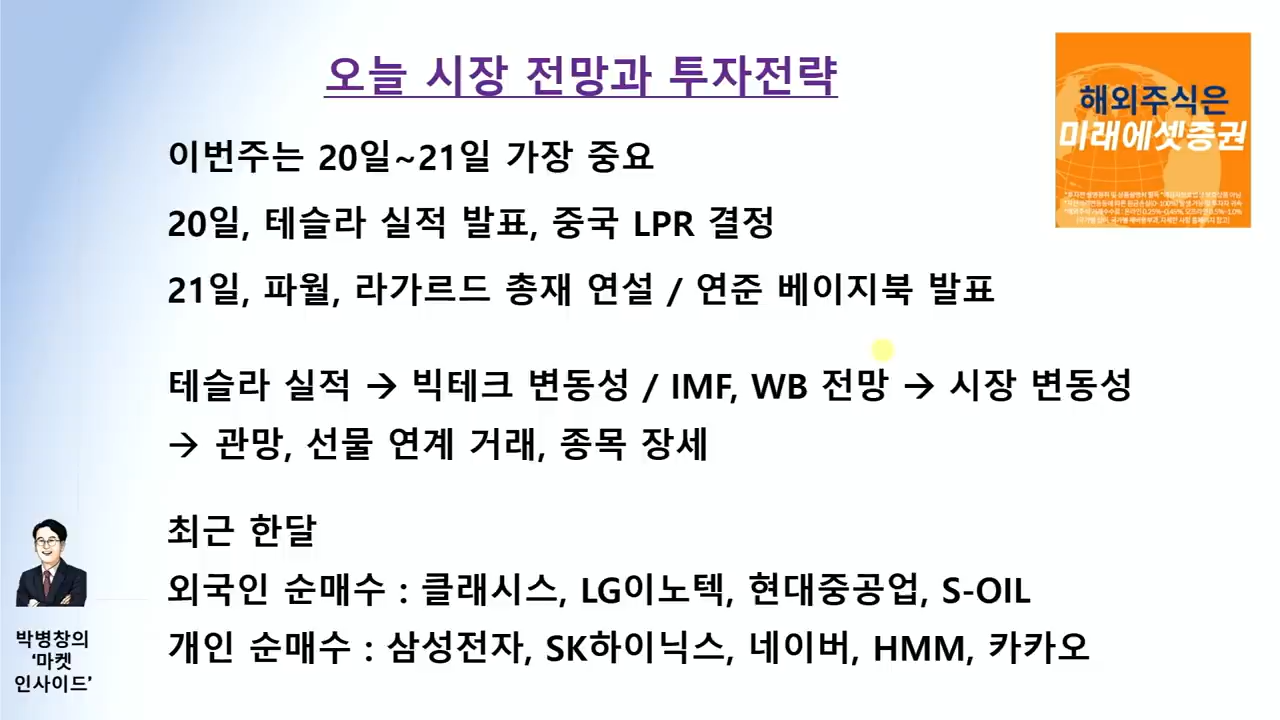 오늘 시장 전망과 투자전략
해외주식은
미래에셋증권
이번주는 20일~21일 가장 중요
20일, 테슬라 실적 발표, 중국 LPR 결정
21일, 파월, 라가르드 총재 연설 / 연준 베이지북 발표
테슬라 실적 → 빅테크 변동성 / IMF, WB 전망 → 시장 변동성
→ 관망, 선물 연계 거래, 종목 장세
최근 한달
외국인 순매수 : 클래시스, LG이노텍, 현대중공업, S-OIL
개인 순매수 : 삼성전자, SK하이닉스, 네이버, HMM, 카카오
박병창의
‘마켓
인사이드’